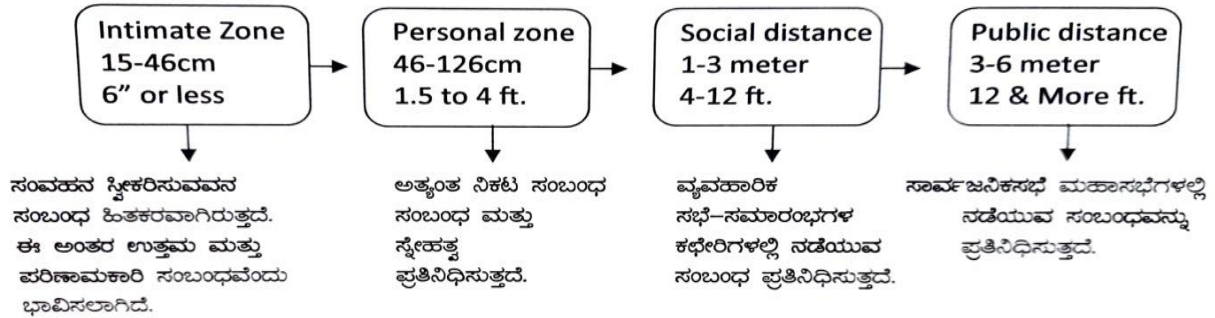 Intimate Zone
15-46cm
6” or less
Personal zone
46-126cm
1.5 to 4 ft.
Social distance
1-3 meter
4-12 ft.
Public distance
3-6 meter
12 & More ft.
ಸಂವಹನ ಸ್ವೀಕರಿಸುವವನ
ಸಂಬಂಧ ಹಿತಕರವಾಗಿರುತ್ತದೆ.
ಈ ಅಂತರ ಉತ್ತಮ ಮತ್ತು
ಪರಿಣಾಮಕಾರಿ ಸಂಬಂಧವೆಂದು
ಭಾವಿಸಲಾಗಿದೆ.
ಅತ್ಯಂತ ನಿಕಟ ಸಂಬಂಧ
ಸಂಬಂಧ ಮತ್ತು
ಸ್ನೇಹತ್ವ
ಪ್ರತಿನಿಧಿಸುತ್ತದೆ.
ವ್ಯವಹಾರಿಕ
ಸಭೆ–ಸಮಾರಂಭಗಳ
ಕಛೇರಿಗಳಲ್ಲಿ ನಡೆಯುವ
ಸಂಬಂಧ ಪ್ರತಿನಿಧಿಸುತ್ತದೆ.
ಸಾರ್ವಜನಿಕಸಭೆ ಮಹಾಸಭೆಗಳಲ್ಲಿ
ನಡೆಯುವ ಸಂಬಂಧವನ್ನು
ಪ್ರತಿನಿಧಿಸುತ್ತದೆ.